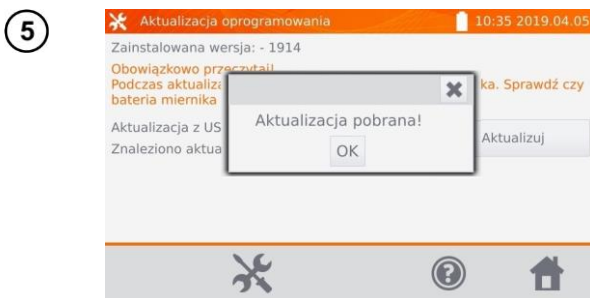 5
Aktualizacja oprogramowania 10:35 2019.04.05
Zainstalowana wersja: - 1914
Obowiązkowo przeczytaj!
Podczas aktualiza ka. Sprawdź czy
bateria miernika
Aktualizacja z US
Aktualizacja pobrana!
Znaleziono aktua
OK
Aktualizuj